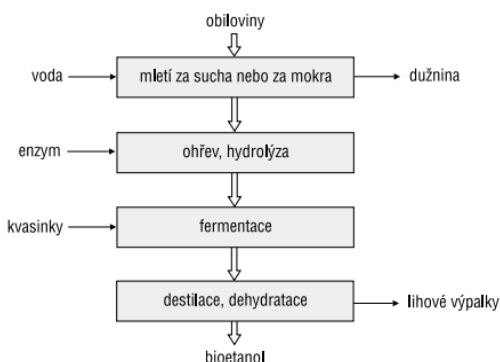 obiloviny
voda
mletí za sucha nebo za mokra
dužnina
enzym
ohřev, hydrolýza
kvasinky
fermentace
destilace, dehydratace
lihové výpalky
bioetanol